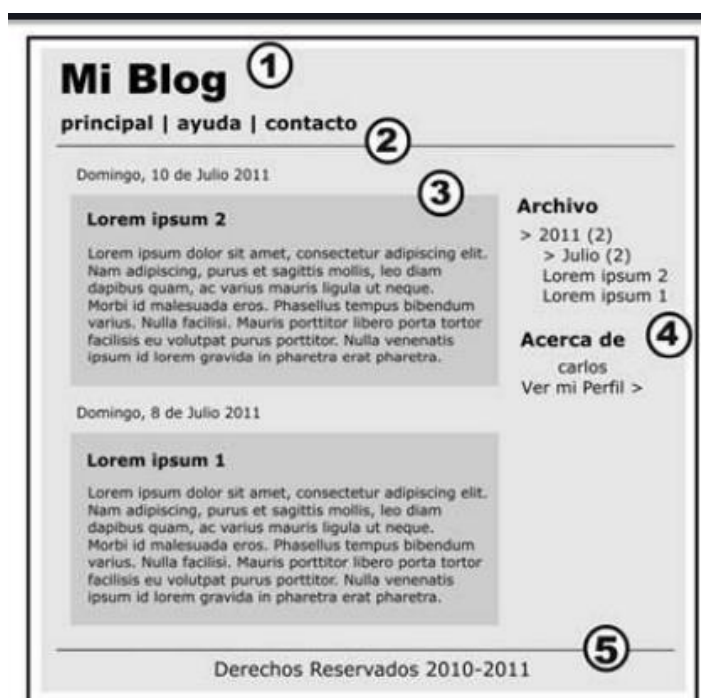 Mi Blog 1
principal | ayuda | contacto 2
Domingo, 10 de Julio 2011
3
Lorem ipsum 2
Lorem ipsum dolor sit amet, consectetur adipiscing elit.
Nam adipiscing, purus et sagittis mollis, leo diam
dapibus quam, ac varius mauris ligula ut neque.
Morbi id malesuada eros. Phasellus tempus bibendum
varius. Nulla facilisi. Mauris porttitor libero porta tortor
facilisis eu volutpat purus porttitor. Nulla venenatis
ipsum id lorem gravida in pharetra erat pharetra.
Domingo, 8 de Julio 2011
Lorem ipsum 1
Lorem ipsum dolor sit amet, consectetur adipiscing elit.
Nam adipiscing, purus et sagittis mollis, leo diam
dapibus quam, ac varius mauris ligula ut neque.
Morbi id malesuada eros. Phasellus tempus bibendum
varius. Nulla facilisi. Mauris porttitor libero porta tortor
facilisis eu volutpat purus porttitor. Nulla venenatis
ipsum id lorem gravida in pharetra erat pharetra.
Archivo
> 2011 (2)
> Julio (2)
Lorem ipsum 2
Lorem ipsum 1
Acerca de 4
carlos
Ver mi Perfil >
5
Derechos Reservados 2010-2011